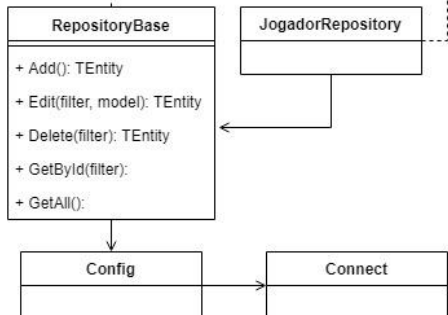 RepositoryBase
+ Add(): TEntity
+ Edit(filter, model): TEntity
+ Delete(filter): TEntity
+ GetById(filter):
+ GetAll():
JogadorRepository
Config
Connect